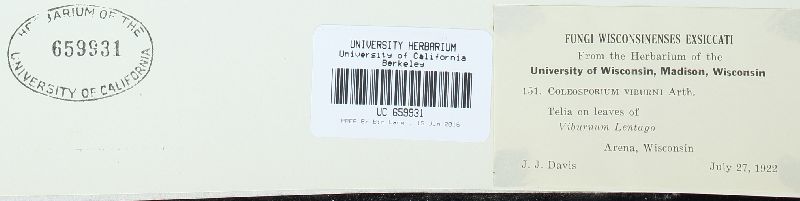 HERBARIUM OF THE
659931
UNIVERSITY OF CALIFORNIA
UNIVERSITY HERBARIUM
University of California
Berkeley
UC 659931
FUNGI WISCONSINENSES EXSICCATI
From the Herbarium of the
University of Wisconsin, Madison, Wisconsin
151. COLEOSPORIUM VIBURNI Arth.
Telia on leaves of
Viburnum Lentago
Arena, Wisconsin
J. J. Davis July 27, 1922